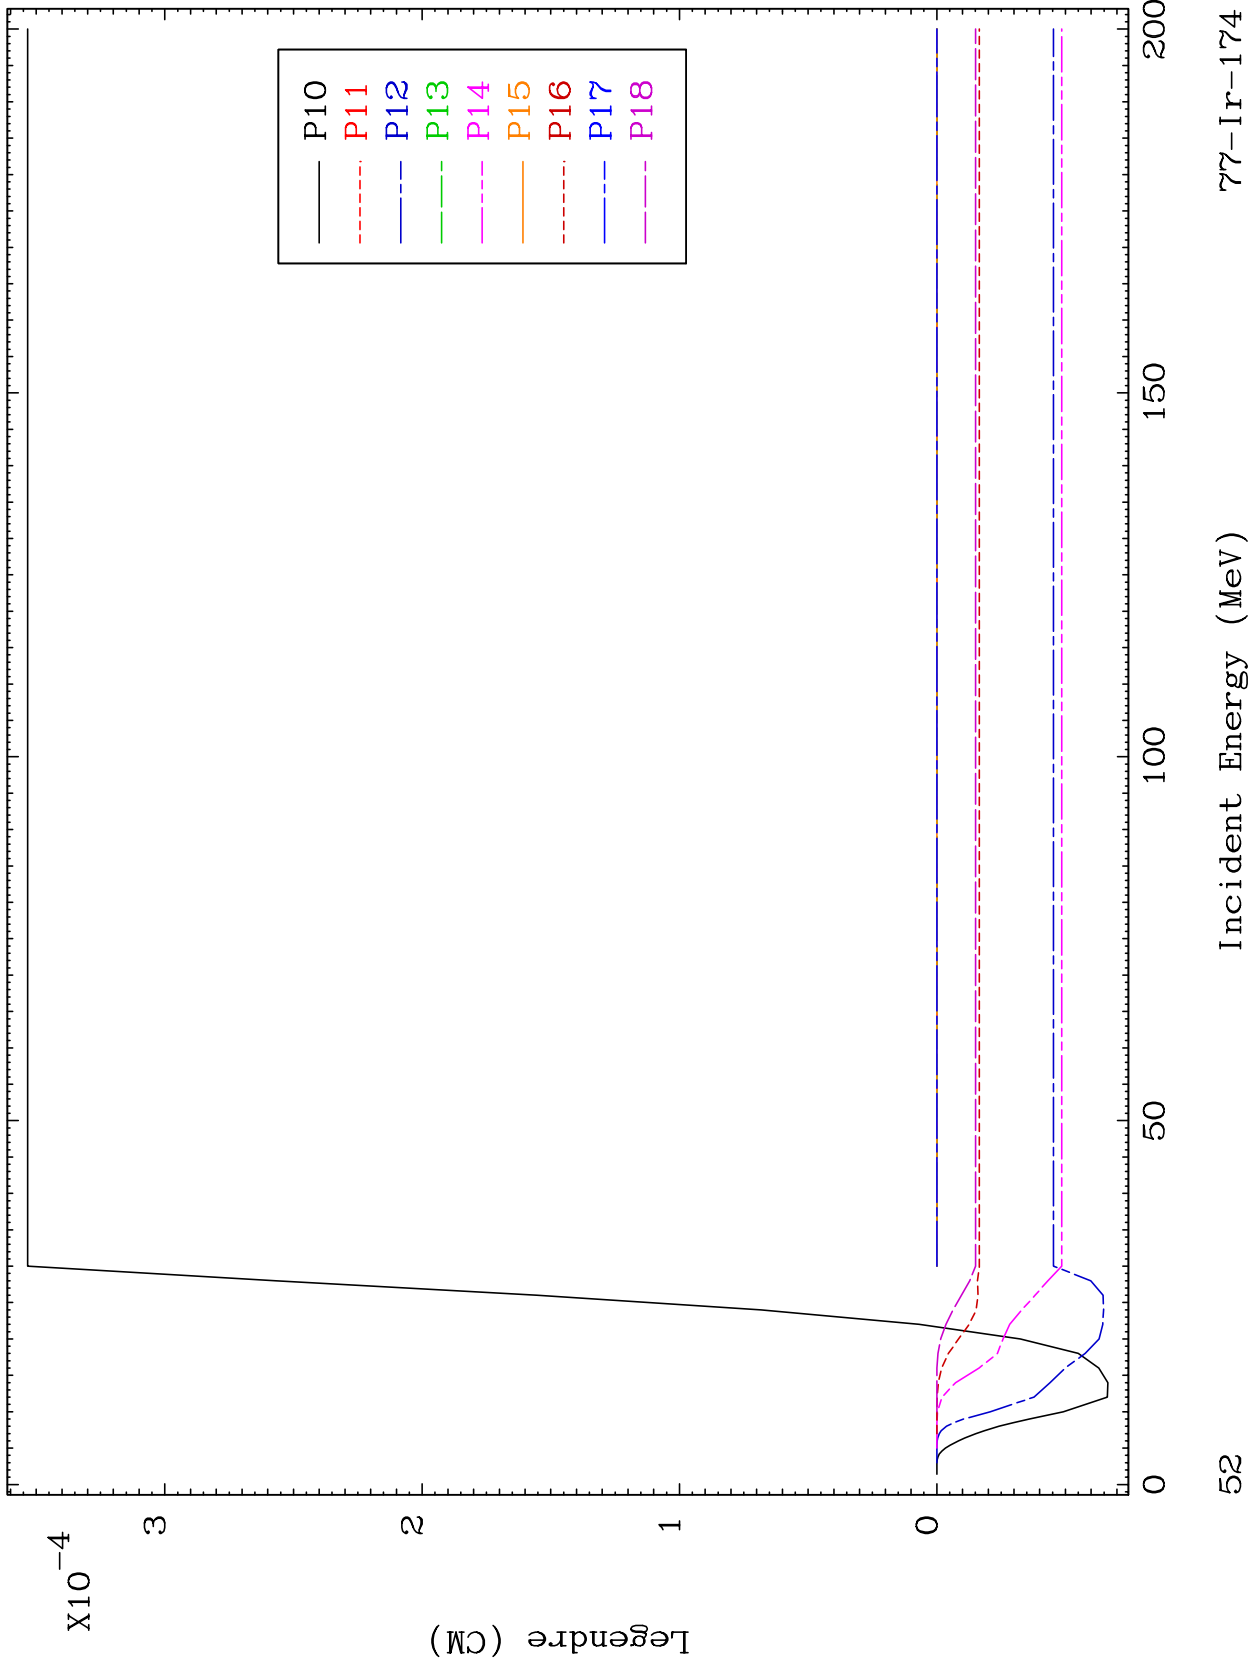 X10-4
3
2
1
0
Legendre (CM)
P10
P11
P12
P13
P14
P15
P16
P17
P18
0
50
100
150
200
52
Incident Energy (MeV)
77-Ir-174